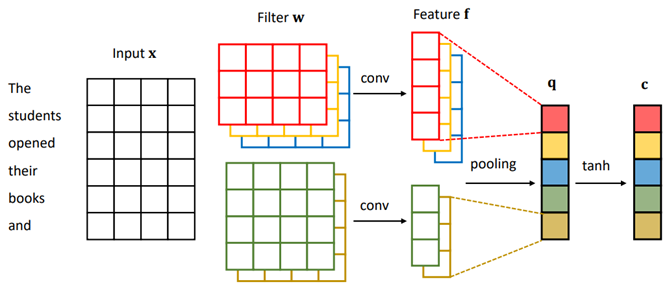 Input x
Filter w
Feature f
The
students
opened
their
books
and
conv
conv
pooling
q
tanh
c